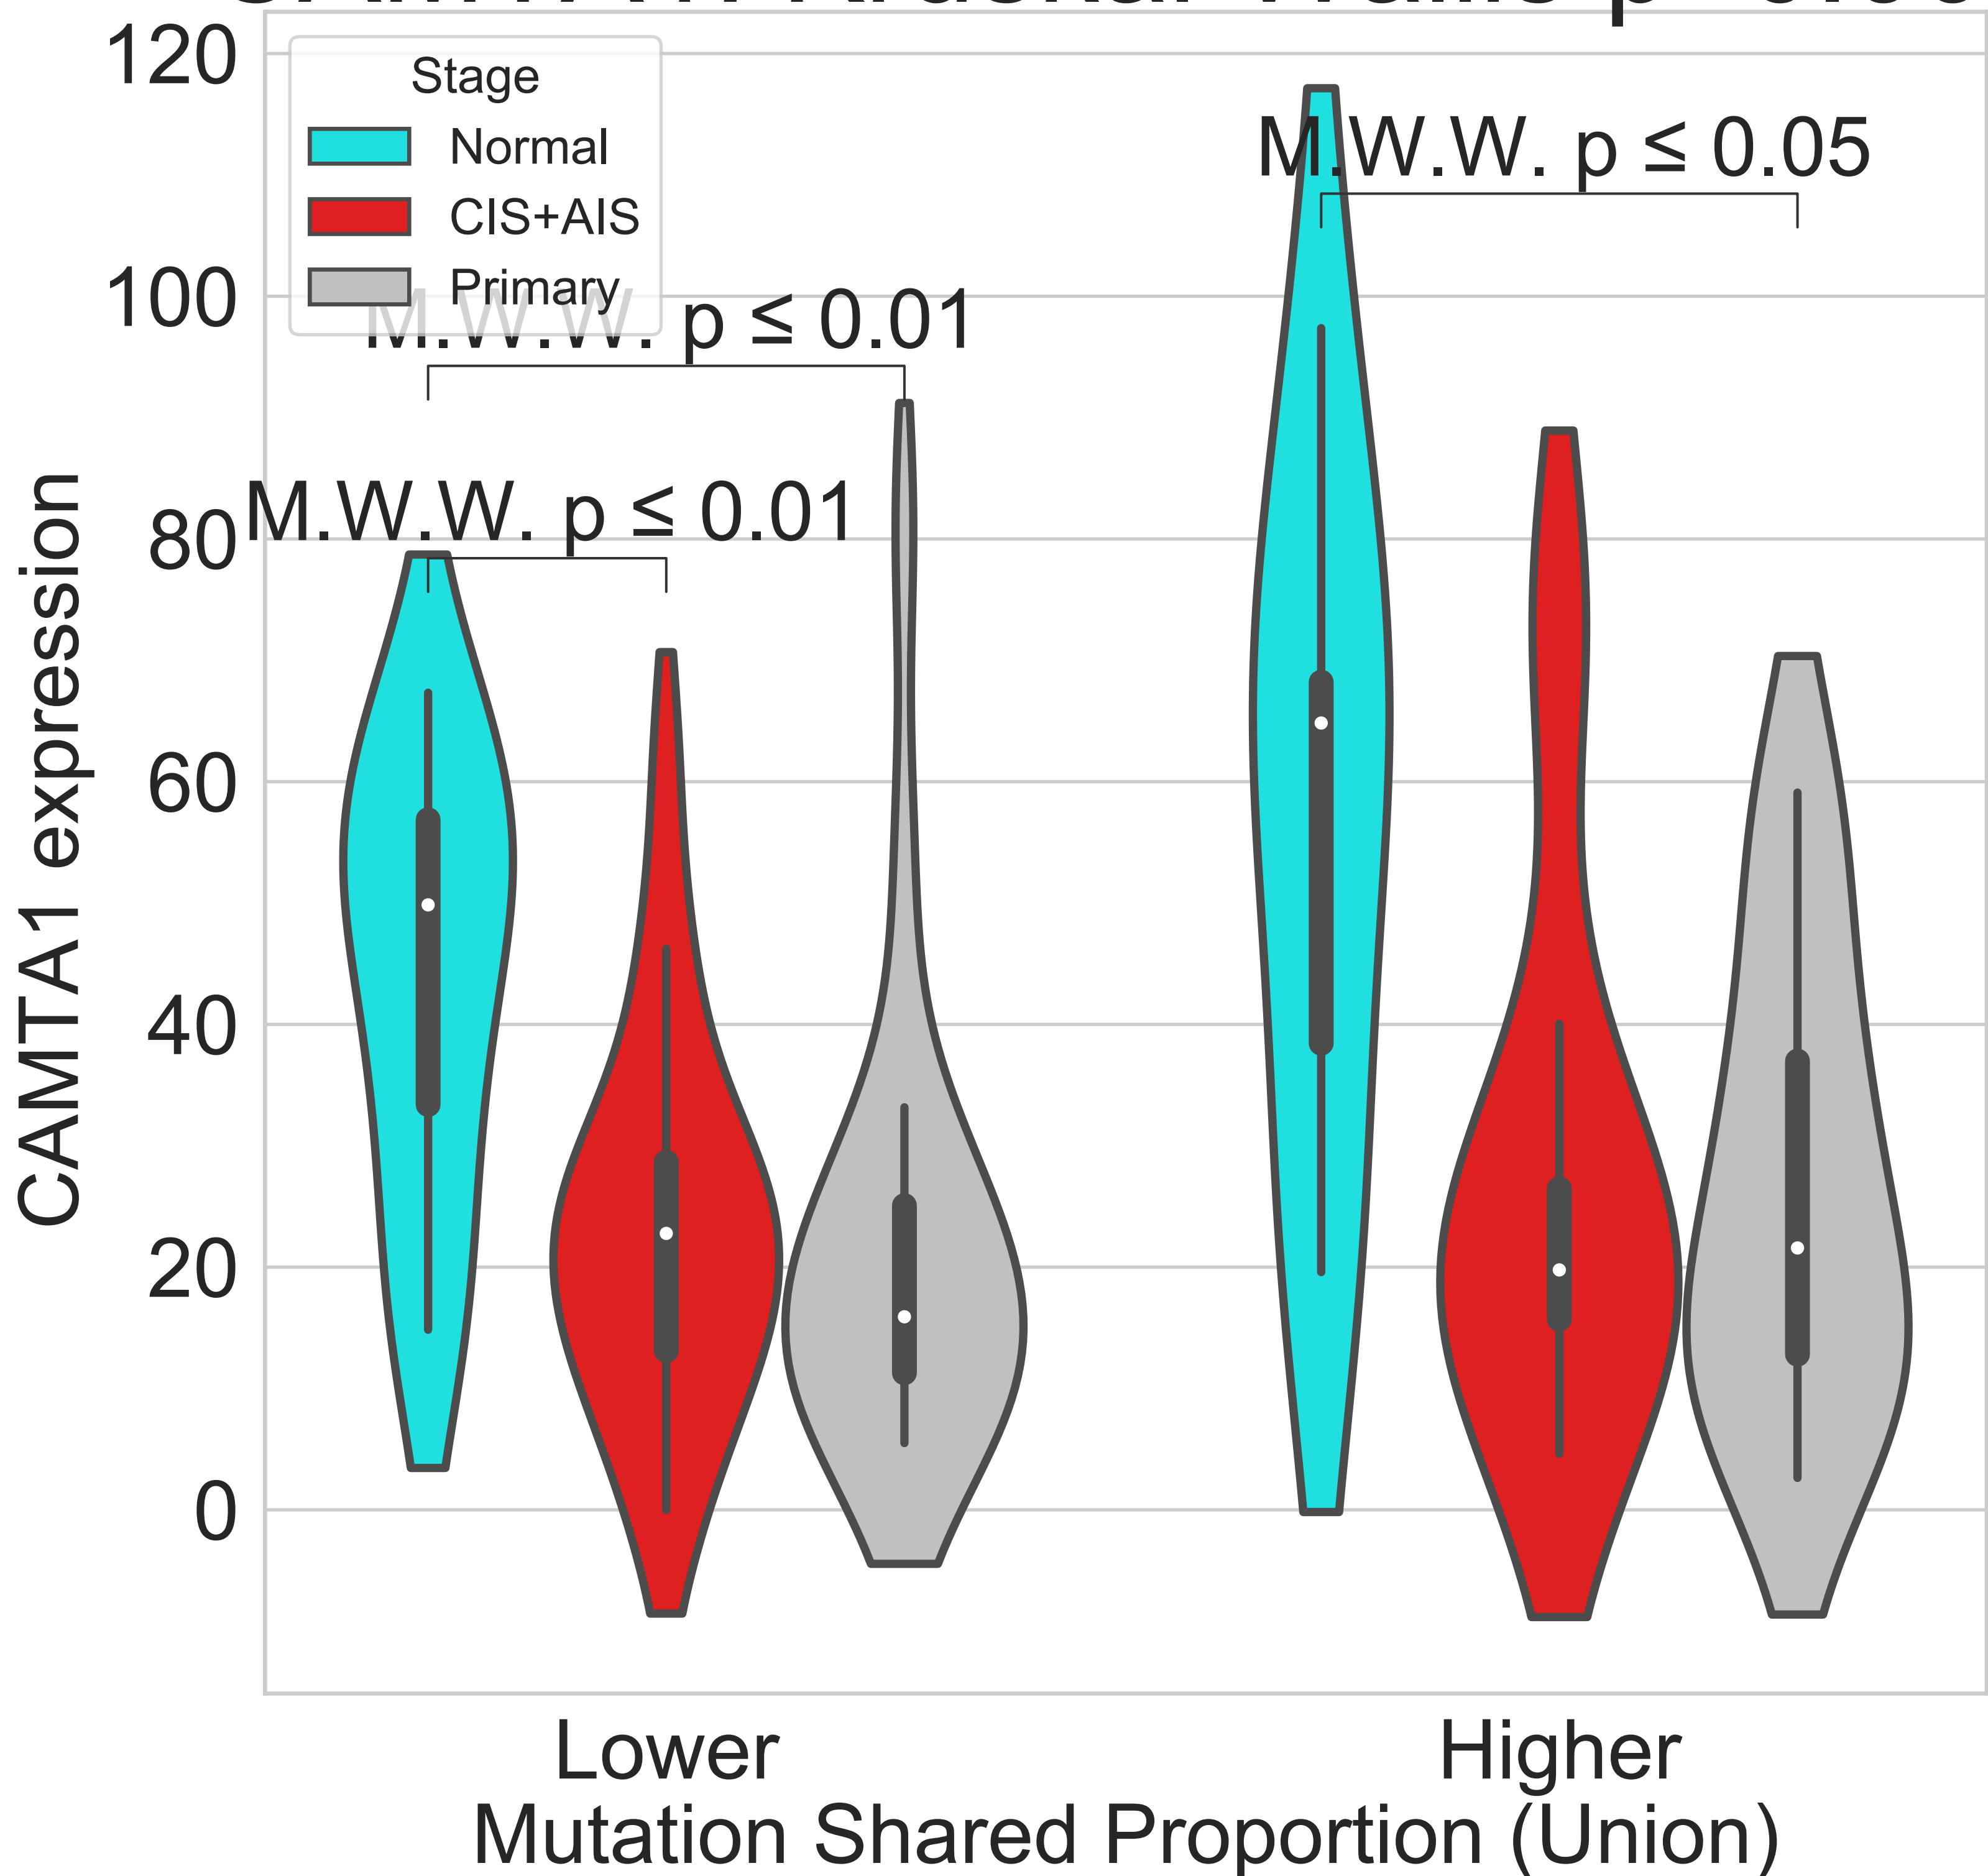 120
100
80
60
40
20
0
CAMTA1 expression
Stage
Normal
CIS+AIS
Primary
M.W.W. p ≤ 0.05
M.W.W. p ≤ 0.01
M.W.W. p ≤ 0.01
Lower
Higher
Mutation Shared Proportion (Union)